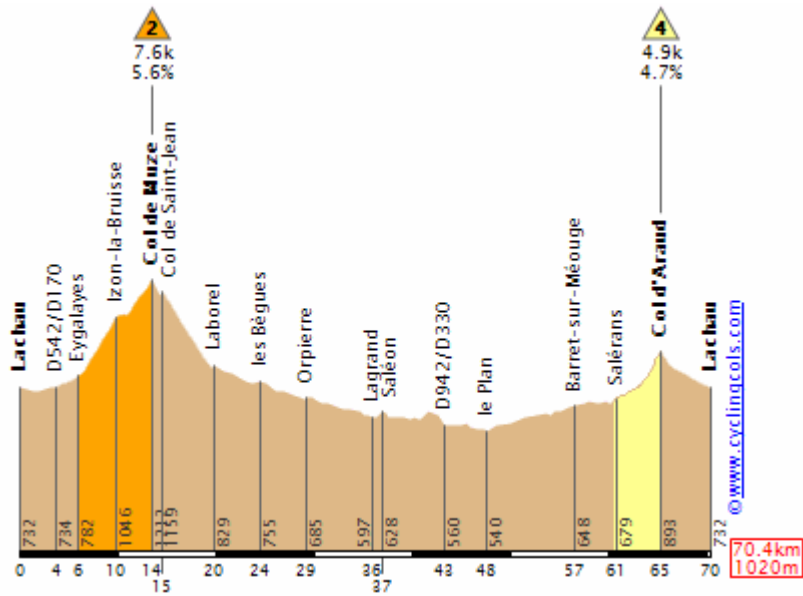 2
7.6k
5.6%
4
4.9k
4.7%
Lachau
D542/D170
Eygalayes
Izon-la-Bruisse
Col de Muze
Col de Saint-Jean
Laborel
les Bègues
Orpierre
Lagrand
Saléon
D942/D330
le Plan
Barret-sur-Méouge
Salérans
Col d'Araud
Lachau
©www.cyclingcols.com
732
734
782
1046
1159
829
755
685
597
628
560
540
648
679
893
732
0
4
6
10
14
15
20
24
29
36
37
43
48
57
61
65
70
70.4km
1020m